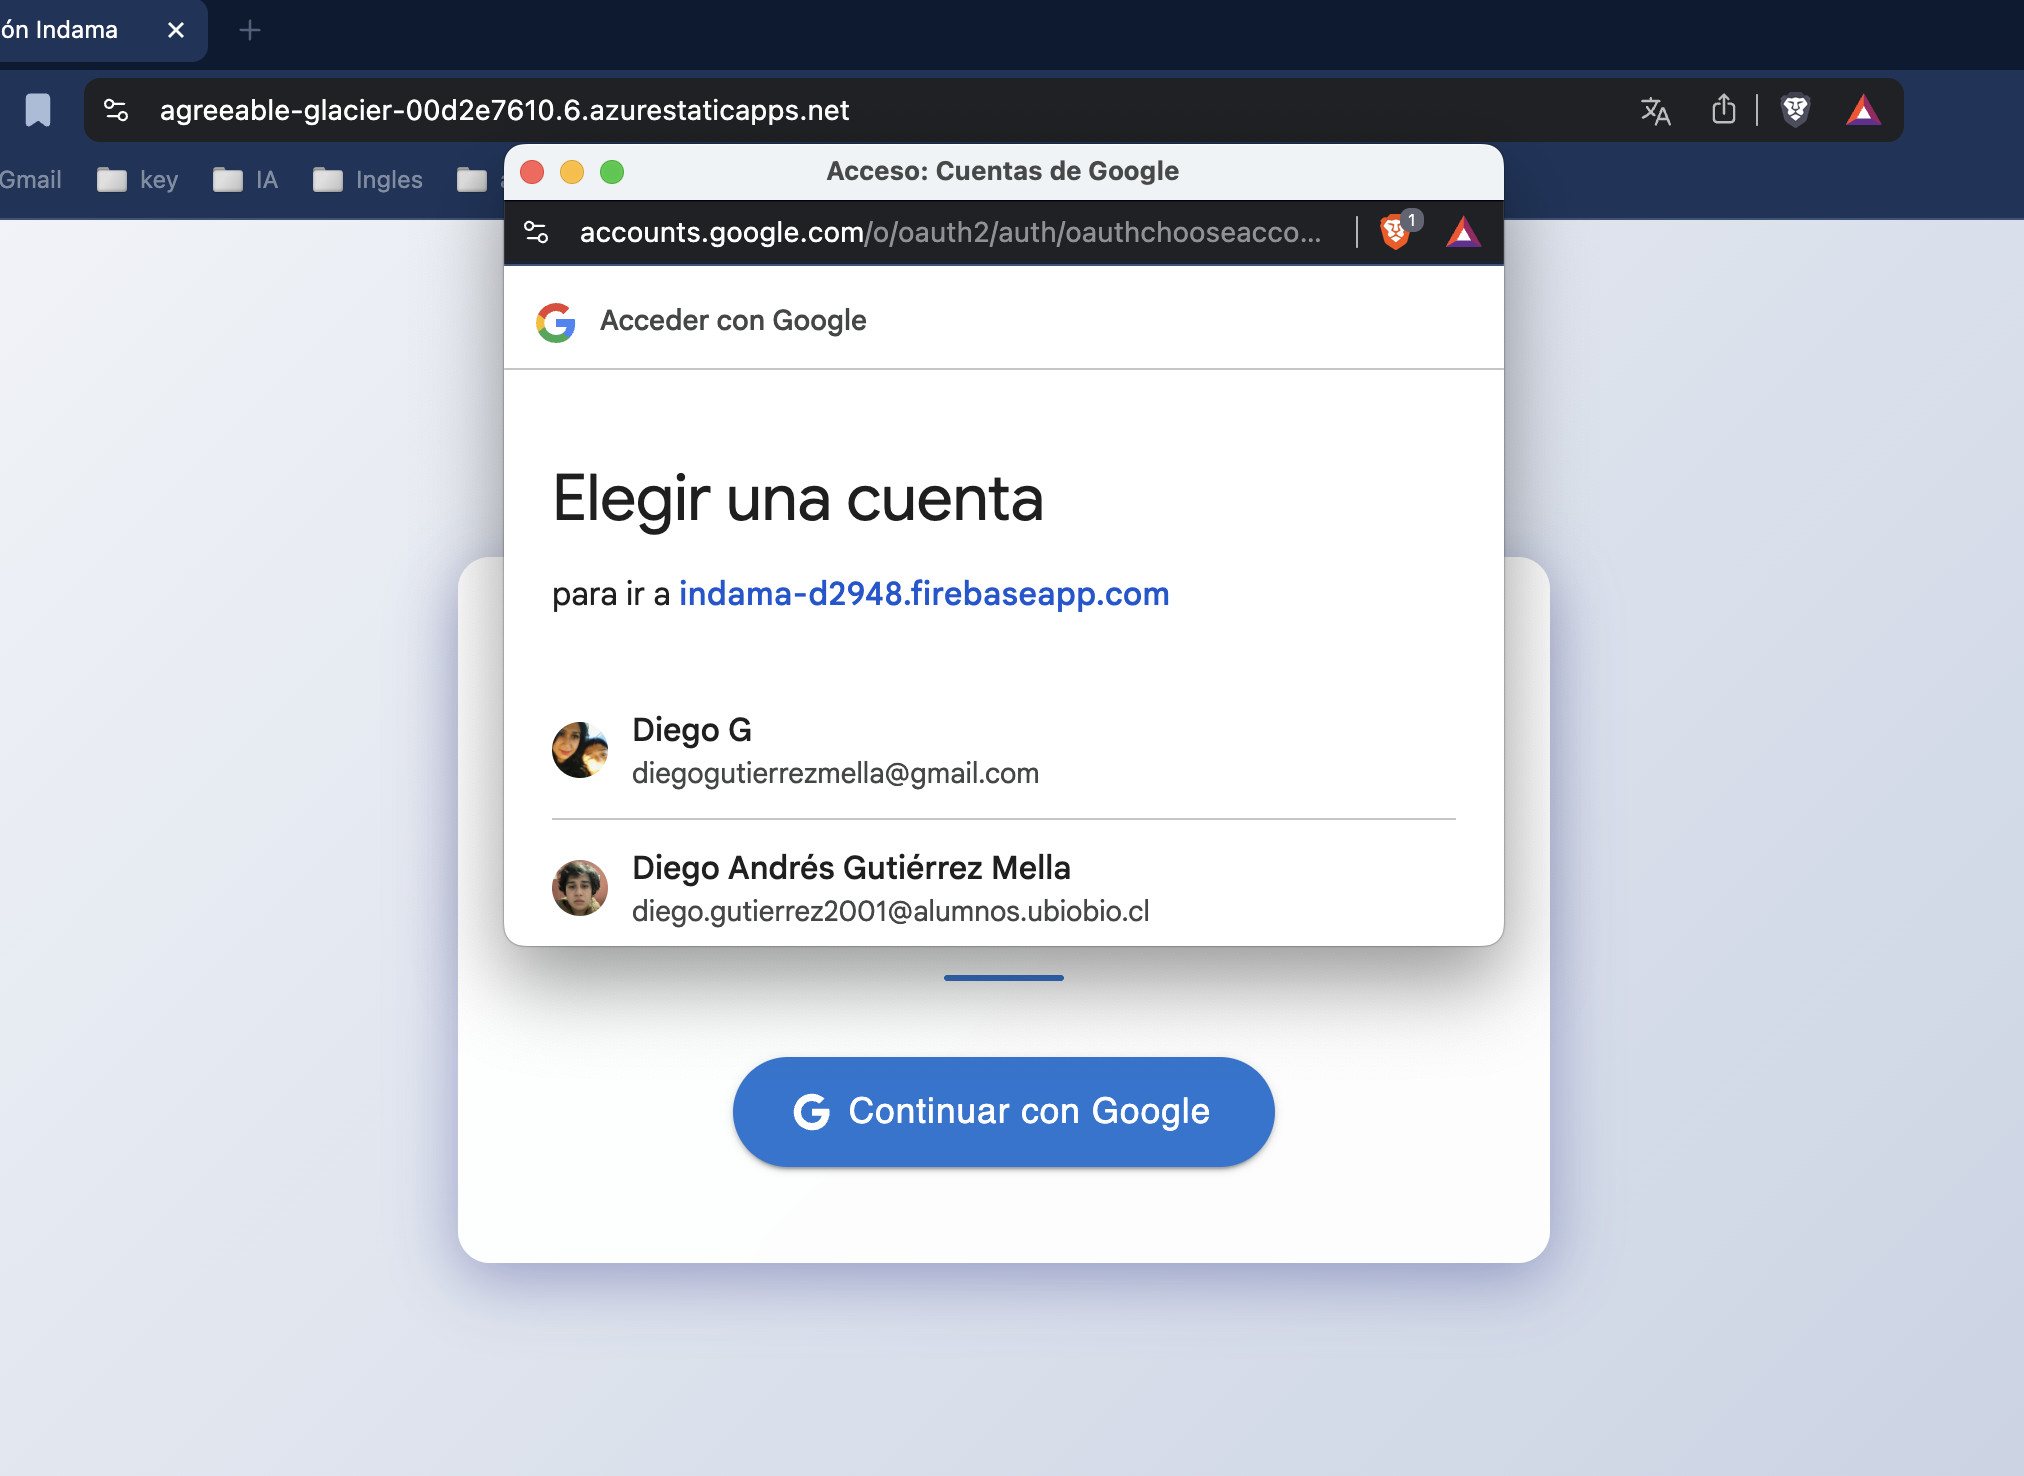 ón Indama
agreeable-glacier-00d2e7610.6.azurestaticapps.net
Gmail
key
IA
Ingles
Acceso: Cuentas de Google
accounts.google.com/o/oauth2/auth/oauthchooseacco...
1
Acceder con Google
Elegir una cuenta
para ir a indama-d2948.firebaseapp.com
Diego G
diegogutierrezmella@gmail.com
Diego Andrés Gutiérrez Mella
diego.gutierrez2001@alumnos.ubiobio.cl
Continuar con Google